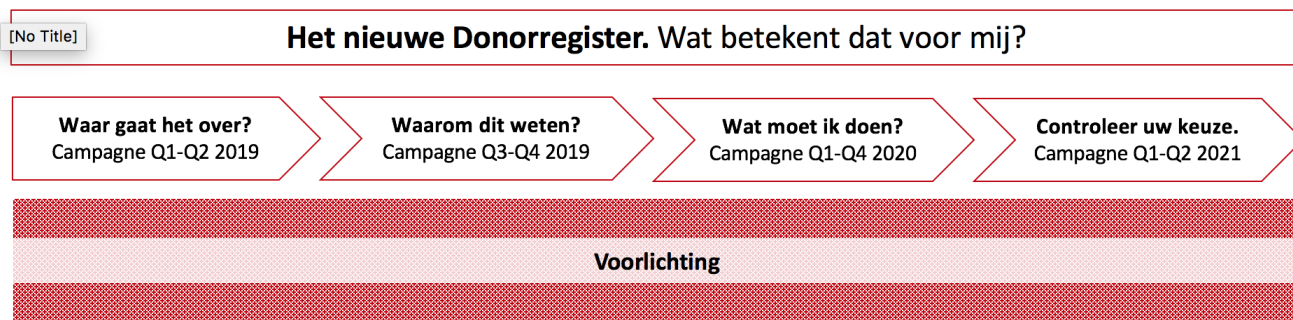 [No Title]
Het nieuwe Donorregister. Wat betekent dat voor mij?
Waar gaat het over?
Campagne Q1-Q2 2019
Waarom dit weten?
Campagne Q3-Q4 2019
Wat moet ik doen?
Campagne Q1-Q4 2020
Controleer uw keuze.
Campagne Q1-Q2 2021
Voorlichting